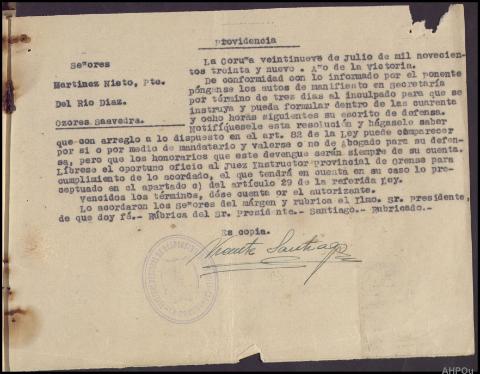 Providencia
Señores
Martinez Nieto, Pte.
Del Rio Diaz.
Ozores Saavedra.
La Coruña veintinueve de Julio de mil novecien-
tos treinta y nueve . Año de la Victoria.
De conformidad con lo informado por el ponente
pónganse los autos de manifiesto en secretaría
por término de tres dias al inculpado para que se
instruya y pueda formular dentro de las cuarenta
y ocho horas siguientes su escrito de defensa.
Notifíquesele esta resolución y hágasele saber
que con arreglo a lo dispuesto en el art. 82 de la Ley puede comparecer
por si o por medio de mandatario y valerse o no de Abogado para su defen-
sa, pero que los honorarios que este devengue serán siempre de su cuenta.
Líbrese el oportuno oficio al Juez Instructor provincial de Orense para
cumplimiento de lo acordado, el que tendrá en cuenta en su caso lo pre-
ceptuado en el apartado c) del artículo 29 de la referida Ley.
Vencidos los términos, dése cuenta por el autorizante.
Lo acordaron los Señores del márgen y rubrica el Ilmo. Sr. Presidente,
de que doy fé.- Rúbrica del Sr. Presidente.- Santiago.- Rubricado.-
Es copia.
Vicente Santiago
AHPOu